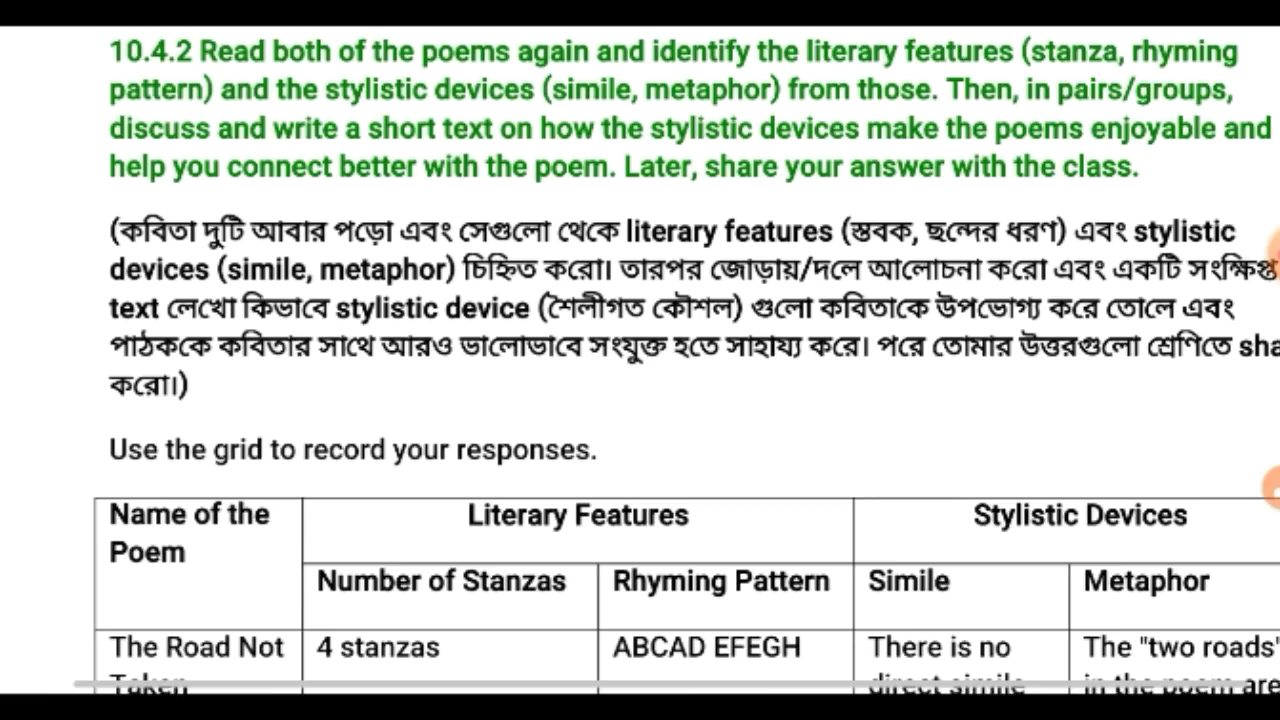 10.4.2 Read both of the poems again and identify the literary features (stanza, rhyming
pattern) and the stylistic devices (simile, metaphor) from those. Then, in pairs/groups,
discuss and write a short text on how the stylistic devices make the poems enjoyable and
help you connect better with the poem. Later, share your answer with the class.
(কবিতা দুটি আবার পড়ো এবং সেগুলো থেকে literary features (স্তবক, ছন্দের ধরণ) এবং stylistic
devices (simile, metaphor) চিহ্নিত করো। তারপর জোড়ায়/দলে আলোচনা করো এবং একটি সংক্ষিপ্ত
text লেখো কিভাবে stylistic device (শৈলীগত কৌশল) গুলো কবিতাকে উপভোগ্য করে তোলে এবং
পাঠককে কবিতার সাথে আরও ভালোভাবে সংযুক্ত হতে সাহায্য করে। পরে তোমার উত্তরগুলো শ্রেণিতে sha
করো।)
Use the grid to record your responses.
Name of the Poem
Literary Features
Stylistic Devices
Number of Stanzas
Rhyming Pattern
Simile
Metaphor
The Road Not Taken
4 stanzas
ABCAD EFEGH
There is no direct simile
The "two roads" in the poem are